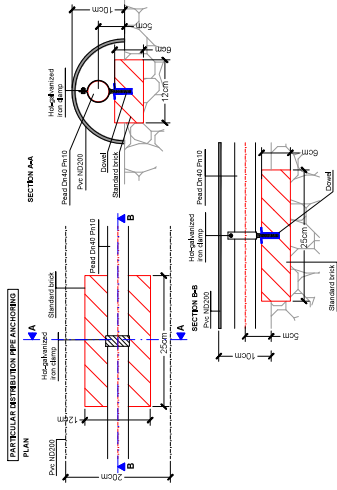 PARTICULAR DISTRIBUTION PIPE ANCHORING
PLAN
Pvc ND200
Hot-galvanized
iron clamp
Standard brick
Pead Dn40 Pn10
A
A
B
B
12cm
20cm
25cm
SECTION A-A
Hot-galvanized
iron clamp
Pead Dn40 Pn10
Pvc ND200
Dowel
Standard brick
10cm
5cm
6cm
12cm
SECTION B-B
Pvc ND200
Hot-galvanized
iron clamp
Pead Dn40 Pn10
10cm
5cm
6cm
25cm
Dowel
Standard brick